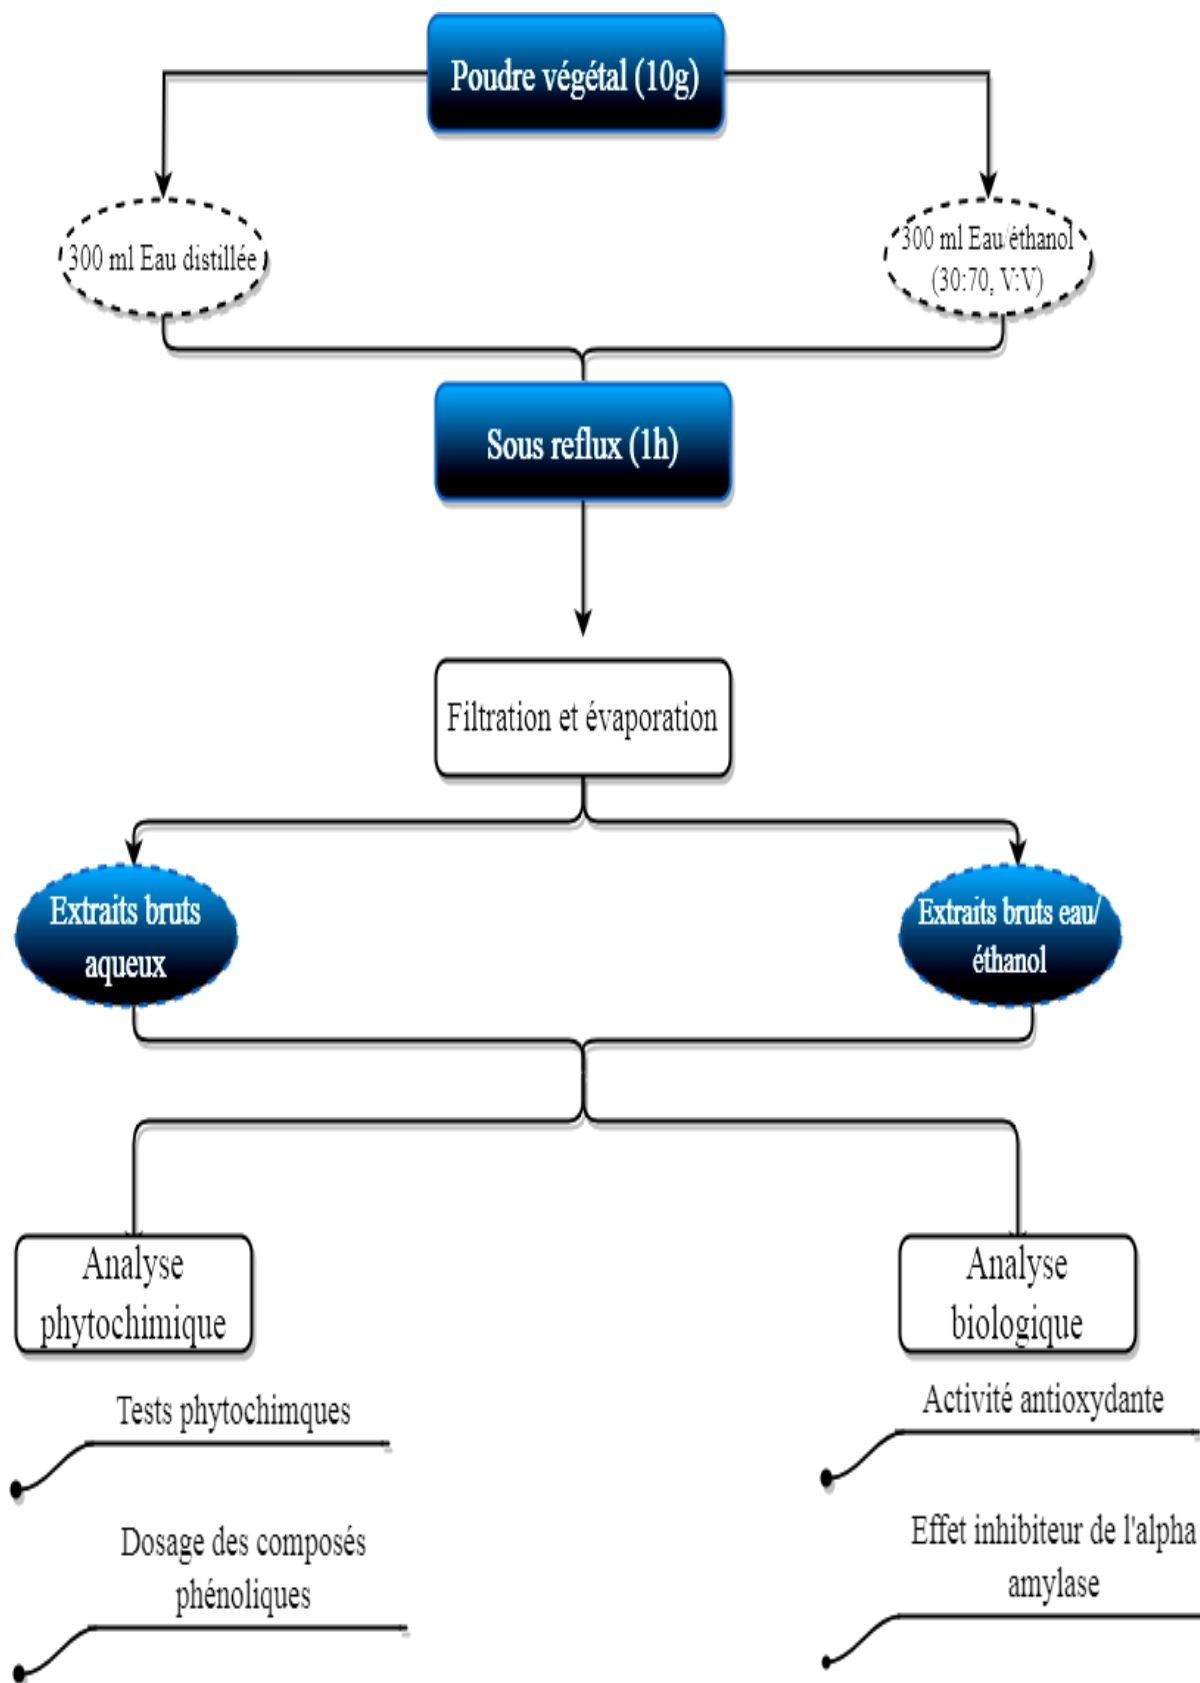 Poudre végétal (10g)
300 ml Eau distillée
300 ml Eau/éthanol
(30:70, V:V)
Sous reflux (1h)
Filtration et évaporation
Extraits bruts
aqueux
Extraits bruts eau/
éthanol
Analyse
phytochimique
Analyse
biologique
Tests phytochimques
Activité antioxydante
Dosage des composés
phénoliques
Effet inhibiteur de l'alpha
amylase